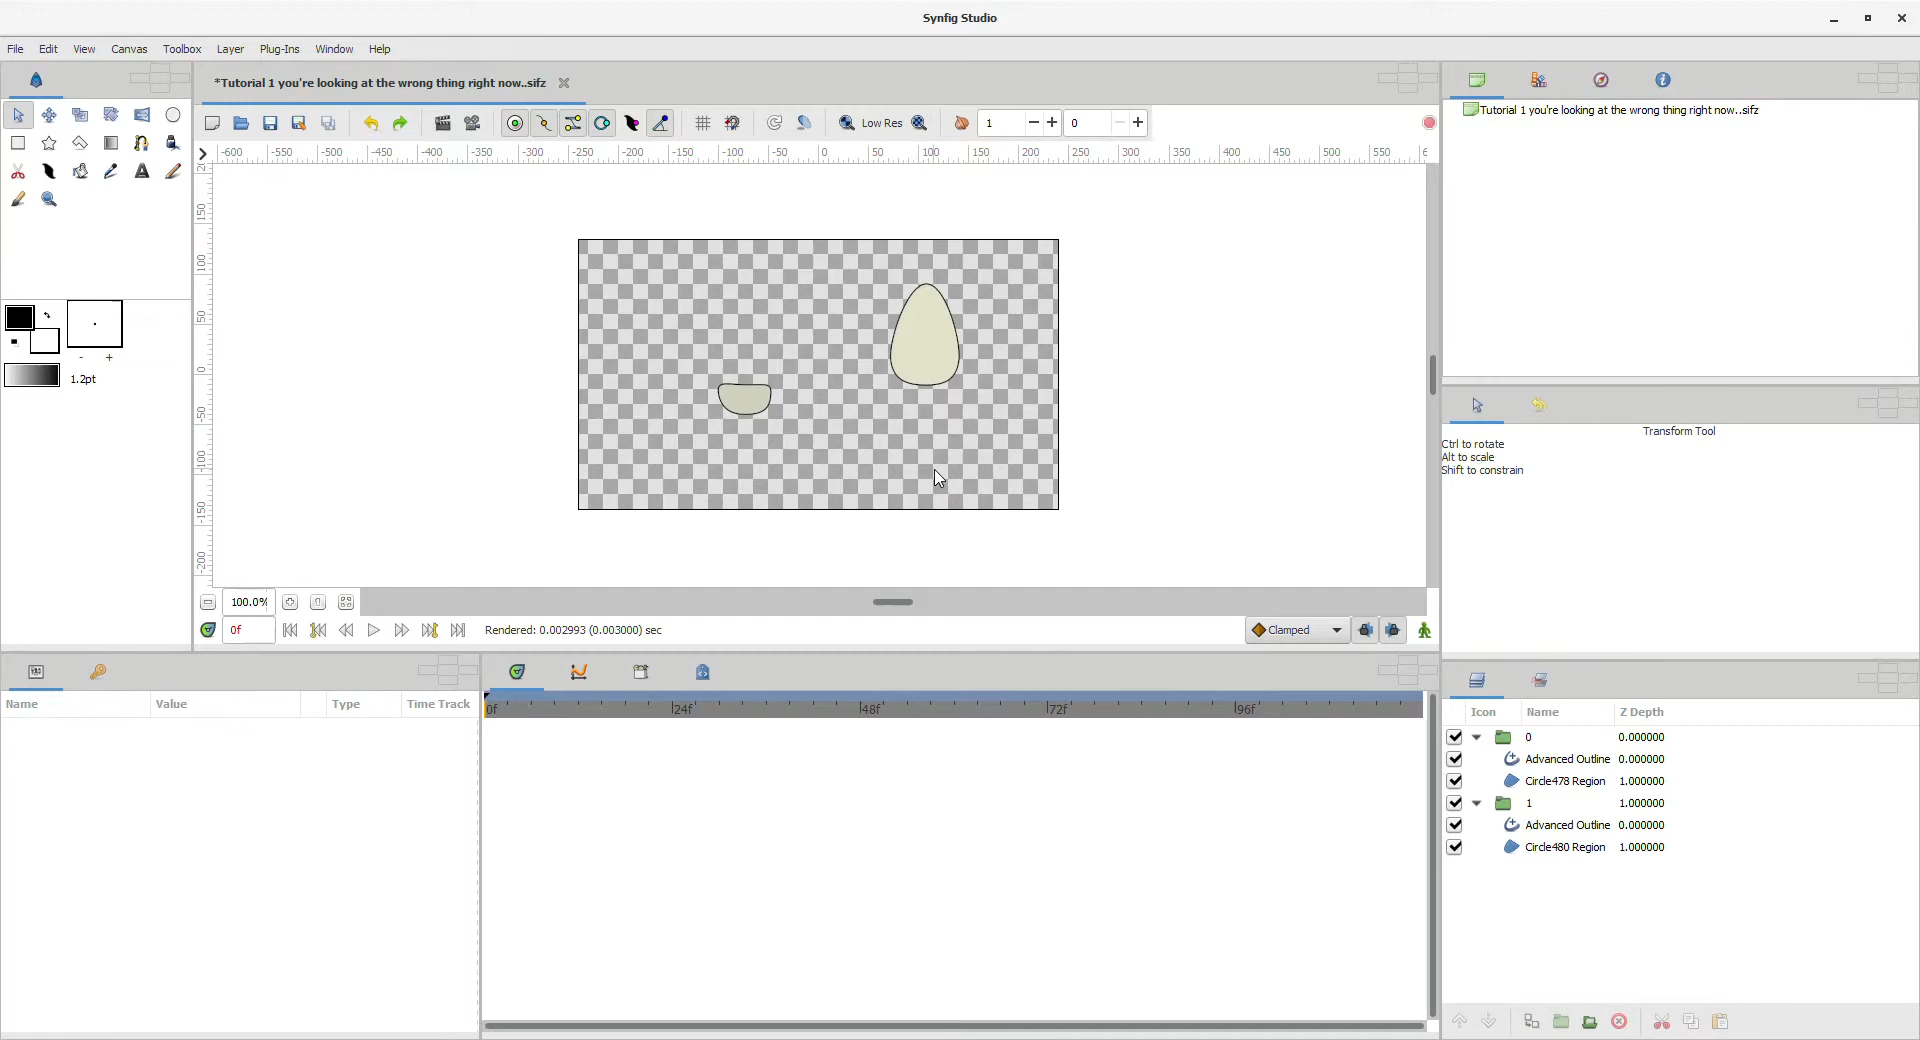 Synfig Studio
File Edit View Canvas Toolbox Layer Plug-Ins Window Help
*Tutorial 1 you're looking at the wrong thing right now..sifz
Low Res 1 0
-600 -550 -500 -450 -400 -350 -300 -250 -200 -150 -100 -50 0 50 100 150 200 250 300 350 400 450 500 550 6
150
100
50
0
-50
-100
-150
-200
1.2pt
- +
Tutorial 1 you're looking at the wrong thing right now..sifz
Transform Tool
Ctrl to rotate
Alt to scale
Shift to constrain
100.0%
0f Rendered: 0.002993 (0.003000) sec Clamped
Name Value Type Time Track
0f 24f 48f 72f 96f
Icon Name Z Depth
0 0.000000
Advanced Outline 0.000000
Circle478 Region 1.000000
1 1.000000
Advanced Outline 0.000000
Circle480 Region 1.000000